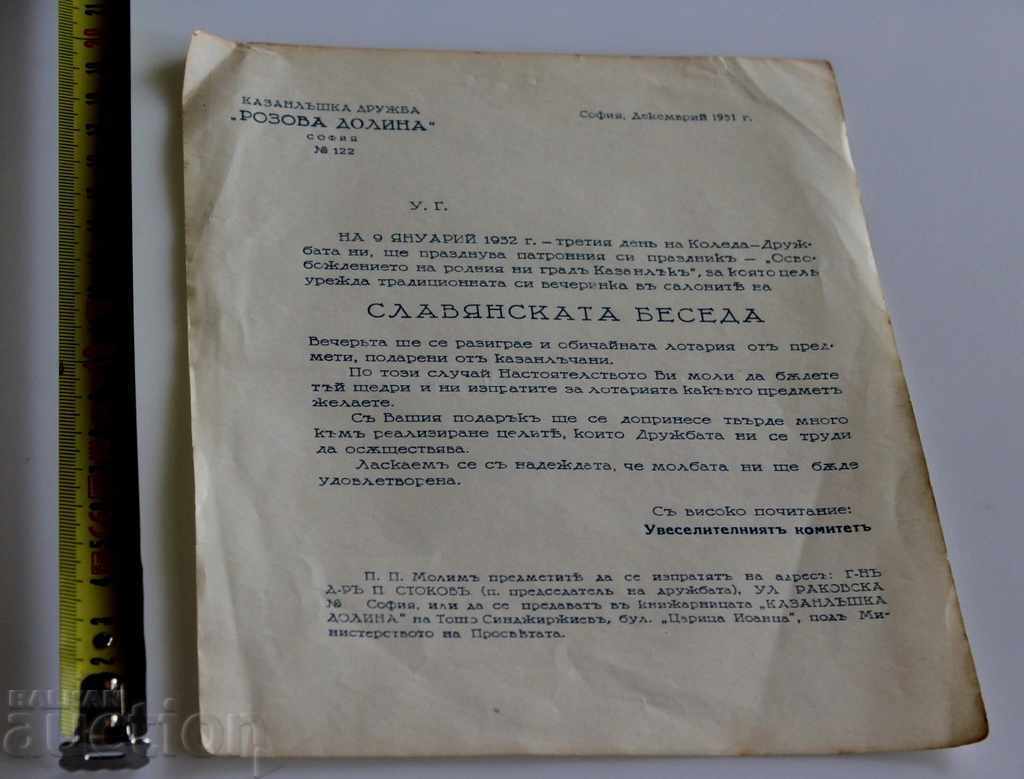 КАЗАНЛЪШКА ДРУЖБА
„РОЗОВА ДОЛИНА“
СОФИЯ
№ 122
София, Декемврий 1931 г.
У. Г.
НА 9 ЯНУАРИЙ 1932 г. – третия день на Коледа – Друж-
бата ни, ще празднува патронния си праздникъ – „Осво-
бождението на родния ни градъ Казанлѫкъ“, за която цель
урежда традиционната си вечеринка въ салонитѣ на
СЛАВЯНСКАТА БЕСЕДА
Вечерьта ще се разиграе и обичайната лотария отъ пред-
мети, подарени отъ казанлъчани.
По този случай Настоятелството Ви моли да бѫдете
тъй щедри и ни изпратите за лотарията какъвто предметъ
желаете.
Съ Вашия подаръкъ ще се допринесе твърде много
къмъ реализиране целитѣ, които Дружбата ни се труди
да осѫществява.
Ласкаемъ се съ надеждата, че молбата ни ще бѫде
удовлетворена.
Съ високо почитание:
Увеселителниятъ комитетъ
П. П. Молимъ предметитѣ да се изпратятъ на адресъ: Г-НЪ
Д-РЪ П. СТОКОВЪ (п. председатель на дружбата), УЛ РАКОВСКА
№ София, или да се предаватъ въ книжарницата „КАЗАНЛЪШКА
ДОЛИНА“ на Тошо Синджиржиевъ, бул. „Царица Иоанна“, подъ Ми-
нистерството на Просвѣтата.
BALKAN
auction